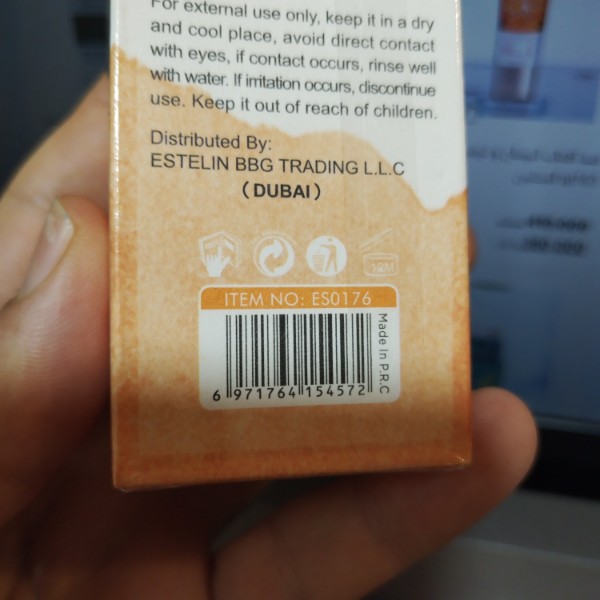 For external use only, keep it in a dry
and cool place, avoid direct contact
with eyes, if contact occurs, rinse well
with water. If irritation occurs, discontinue
use. Keep it out of reach of children.
Distributed By:
ESTELIN BBG TRADING L.L.C
(DUBAI)
12M
ITEM NO: ES0176
Made in P.R.C
6 971764 154572